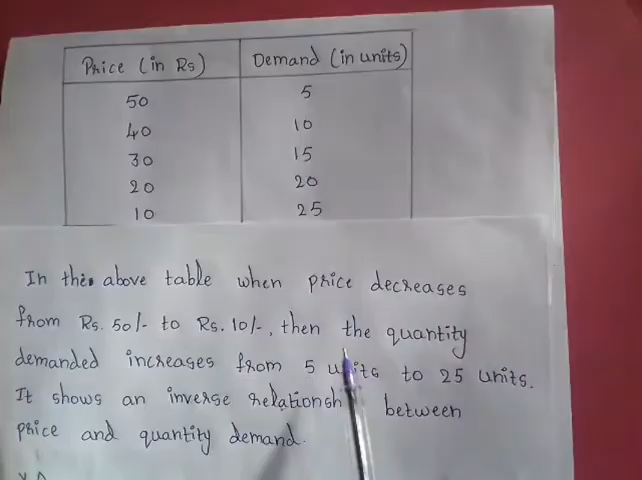 Price (in Rs) Demand (in units)
50 5
40 10
30 15
20 20
10 25
In the above table when price decreases
from Rs. 50/- to Rs. 10/-, then the quantity
demanded increases from 5 units to 25 units.
It shows an inverse relationsh between
price and quantity demand.